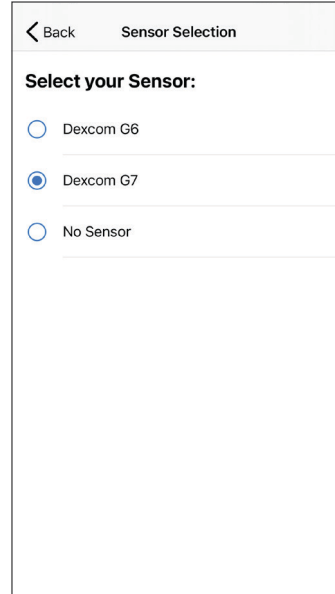 Back Sensor Selection
Select your Sensor:
Dexcom G6
Dexcom G7
No Sensor